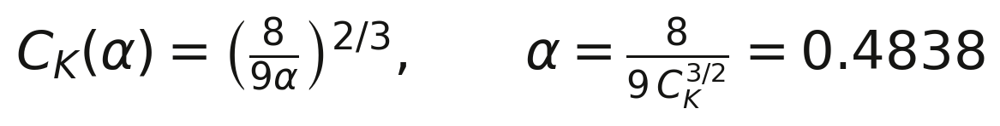 C_K(α) = (8/9α)^{2/3},  α = 8/(9 C_K^{3/2}) = 0.4838